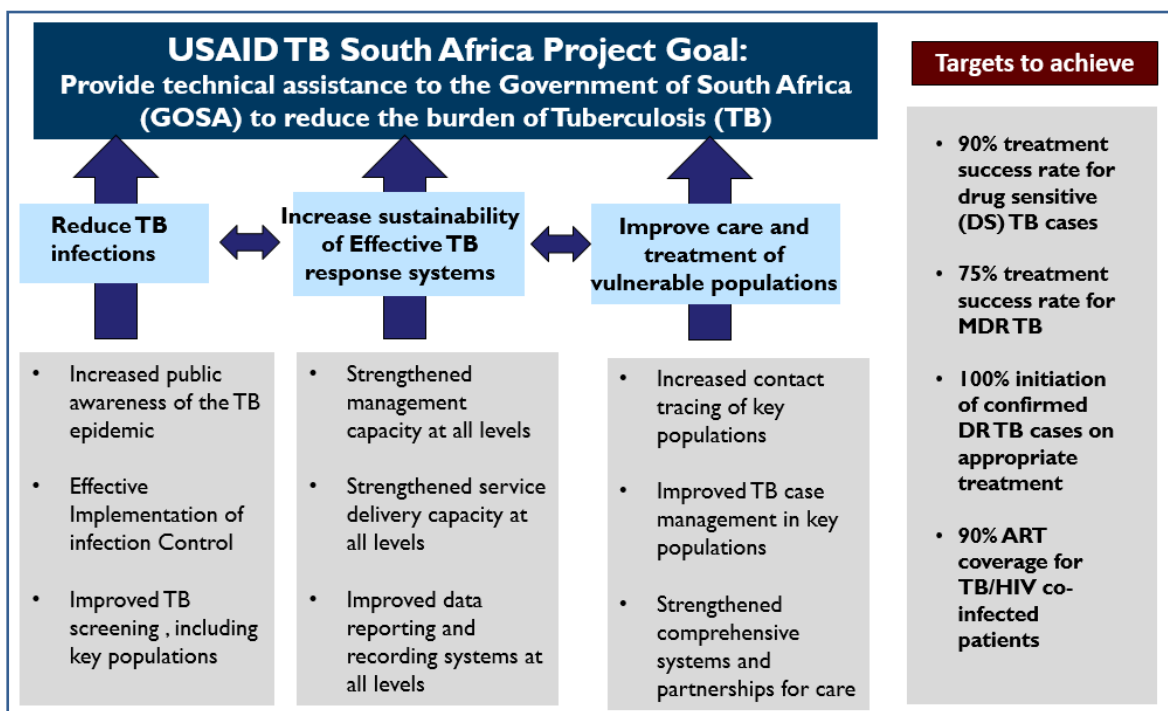 USAID TB South Africa Project Goal:
Provide technical assistance to the Government of South Africa
(GOSA) to reduce the burden of Tuberculosis (TB)
Reduce TB
infections
Increase sustainability
of Effective TB
response systems
Improve care and
treatment of
vulnerable populations
• Increased public
awareness of the TB
epidemic
• Effective
Implementation of
infection Control
• Improved TB
screening , including
key populations
• Strengthened
management
capacity at all levels
• Strengthened service
delivery capacity at
all levels
• Improved data
reporting and
recording systems at
all levels
• Increased contact
tracing of key
populations
• Improved TB case
management in key
populations
• Strengthened
comprehensive
systems and
partnerships for care
Targets to achieve
• 90% treatment
success rate for
drug sensitive
(DS) TB cases
• 75% treatment
success rate for
MDR TB
• 100% initiation
of confirmed
DR TB cases on
appropriate
treatment
• 90% ART
coverage for
TB/HIV co-
infected
patients